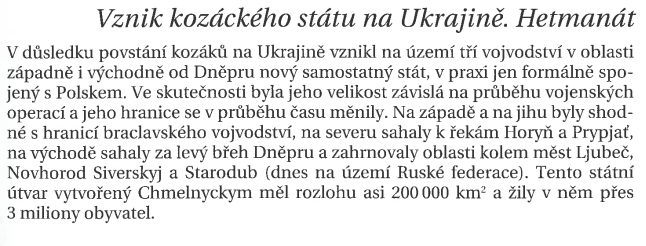 Vznik kozáckého státu na Ukrajině. Hetmanát
V důsledku povstání kozáků na Ukrajině vznikl na území tří vojvodství v oblasti
západně i východně od Dněpru nový samostatný stát, v praxi jen formálně spo-
jený s Polskem. Ve skutečnosti byla jeho velikost závislá na průběhu vojenských
operací a jeho hranice se v průběhu času měnily. Na západě a na jihu byly shod-
né s hranicí braclavského vojvodství, na severu sahaly k řekám Horyň a Prypjať,
na východě sahaly za levý břeh Dněpru a zahrnovaly oblasti kolem měst Ljubeč,
Novhorod Siverskyj a Starodub (dnes na území Ruské federace). Tento státní
útvar vytvořený Chmelnyckym měl rozlohu asi 200 000 km² a žily v něm přes
3 miliony obyvatel.